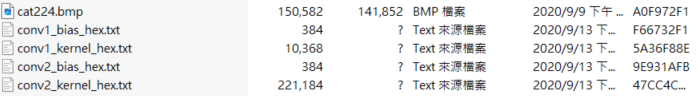 cat224.bmp 150,582 141,852 BMP 檔案 2020/9/9 下午 ... A0F972F1
conv1_bias_hex.txt 384 ? Text 來源檔案 2020/9/13 下... F66732F1
conv1_kernel_hex.txt 10,368 ? Text 來源檔案 2020/9/13 下... 5A36F88E
conv2_bias_hex.txt 384 ? Text 來源檔案 2020/9/13 下... 9E931AFB
conv2_kernel_hex.txt 221,184 ? Text 來源檔案 2020/9/13 下... 47CC4C...